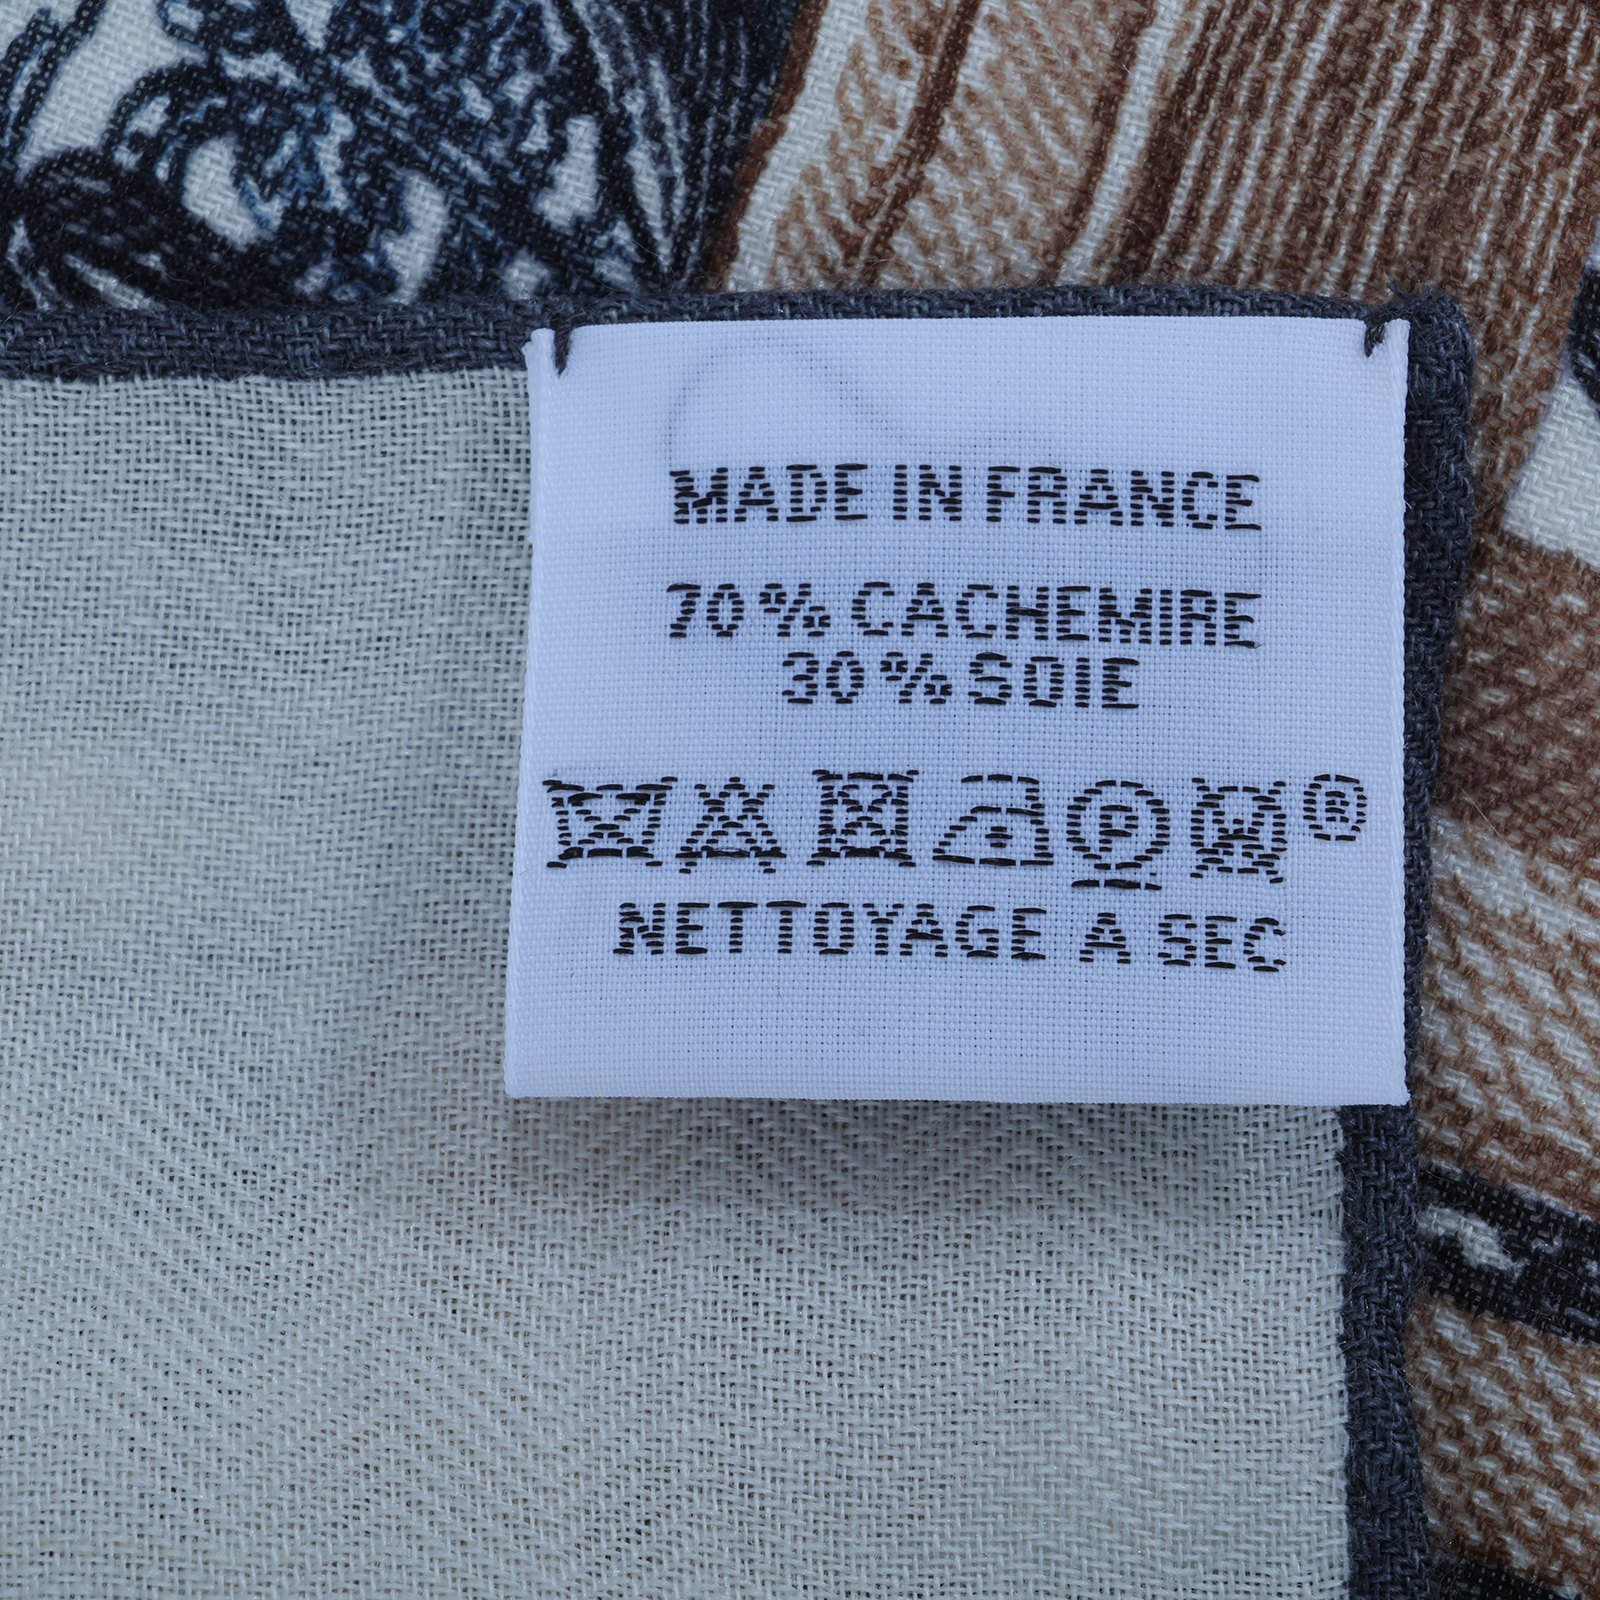 MADE IN FRANCE
70% CACHEMIRE
30% SOIE
P W ®
NETTOYAGE A SEC